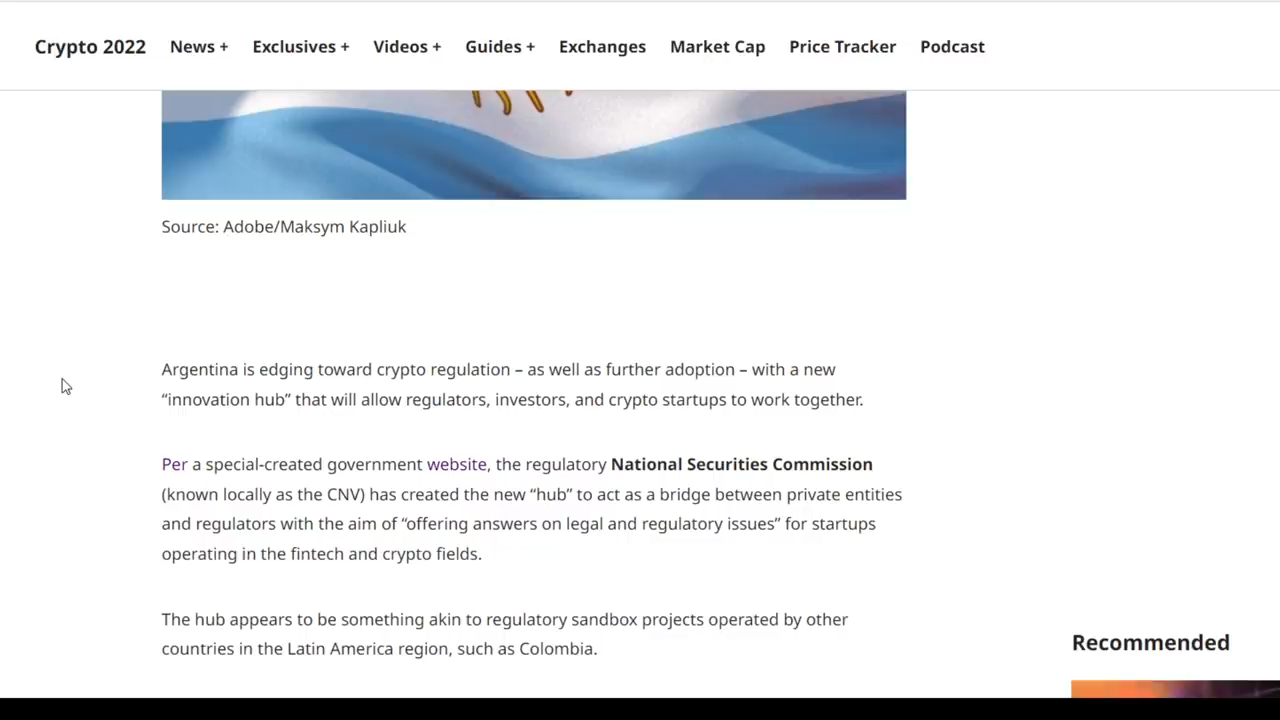 Crypto 2022 News + Exclusives + Videos + Guides + Exchanges Market Cap Price Tracker Podcast
Source: Adobe/Maksym Kapliuk
Argentina is edging toward crypto regulation – as well as further adoption – with a new
“innovation hub” that will allow regulators, investors, and crypto startups to work together.
Per a special-created government website, the regulatory National Securities Commission
(known locally as the CNV) has created the new “hub” to act as a bridge between private entities
and regulators with the aim of “offering answers on legal and regulatory issues” for startups
operating in the fintech and crypto fields.
The hub appears to be something akin to regulatory sandbox projects operated by other
countries in the Latin America region, such as Colombia.
Recommended